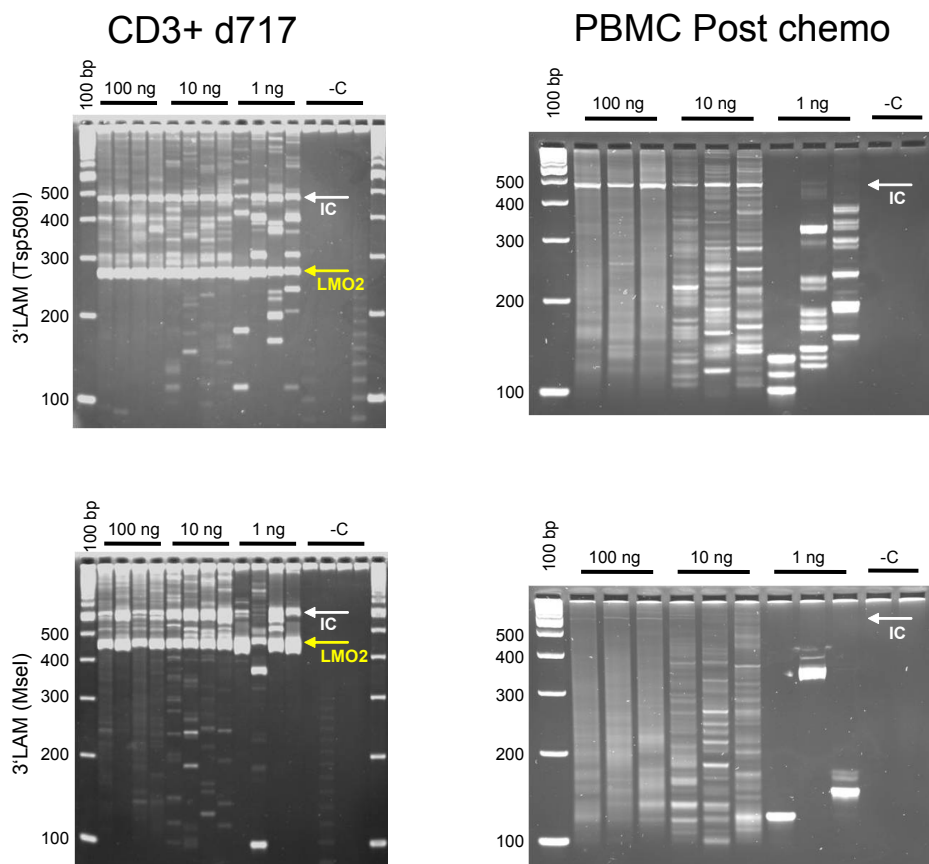 CD3+ d717
100 bp
100 ng
10 ng
1 ng
-C
3‘LAM (Tsp509I)
500
400
300
200
100
IC
LMO2
PBMC Post chemo
100 bp
100 ng
10 ng
1 ng
-C
500
400
300
200
100
IC
100 bp
100 ng
10 ng
1 ng
-C
3‘LAM (MseI)
500
400
300
200
100
IC
LMO2
100 bp
100 ng
10 ng
1 ng
-C
500
400
300
200
100
IC